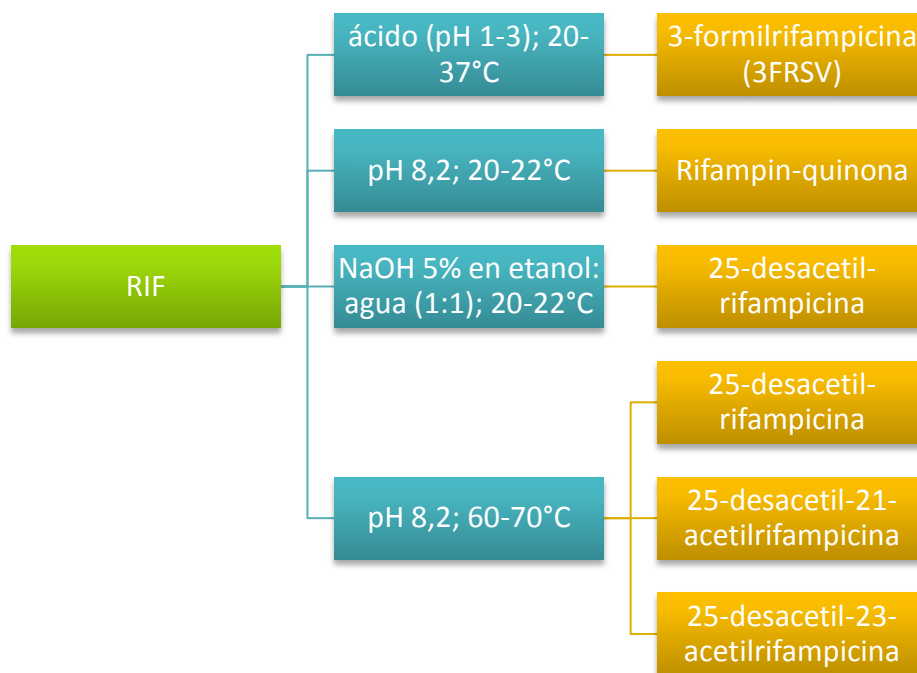 RIF
ácido (pH 1-3); 20-
37°C
3-formilrifampicina
(3FRSV)
pH 8,2; 20-22°C
Rifampin-quinona
NaOH 5% en etanol:
agua (1:1); 20-22°C
25-desacetil-
rifampicina
pH 8,2; 60-70°C
25-desacetil-
rifampicina
25-desacetil-21-
acetilrifampicina
25-desacetil-23-
acetilrifampicina